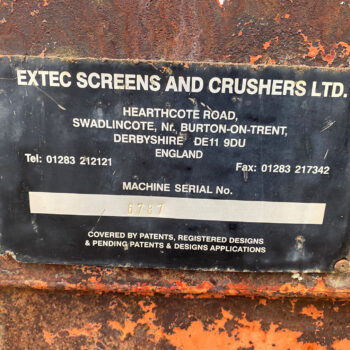 EXTEC SCREENS AND CRUSHERS LTD.
HEARTHCOTE ROAD,
SWADLINCOTE, Nr. BURTON-ON-TRENT,
DERBYSHIRE DE11 9DU
ENGLAND
Tel: 01283 212121 Fax: 01283 217342
MACHINE SERIAL No.
6787
COVERED BY PATENTS, REGISTERED DESIGNS
& PENDING PATENTS & DESIGNS APPLICATIONS